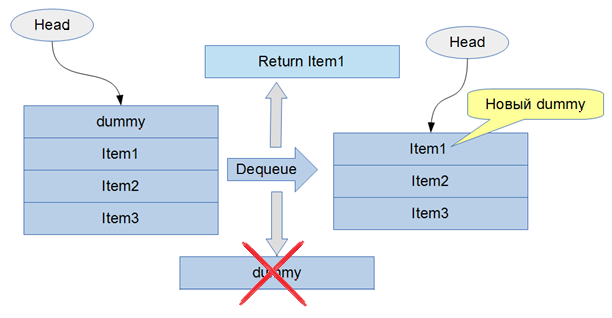 Head
dummy
Item1
Item2
Item3
Return Item1
Dequeue
dummy
Head
Новый dummy
Item1
Item2
Item3